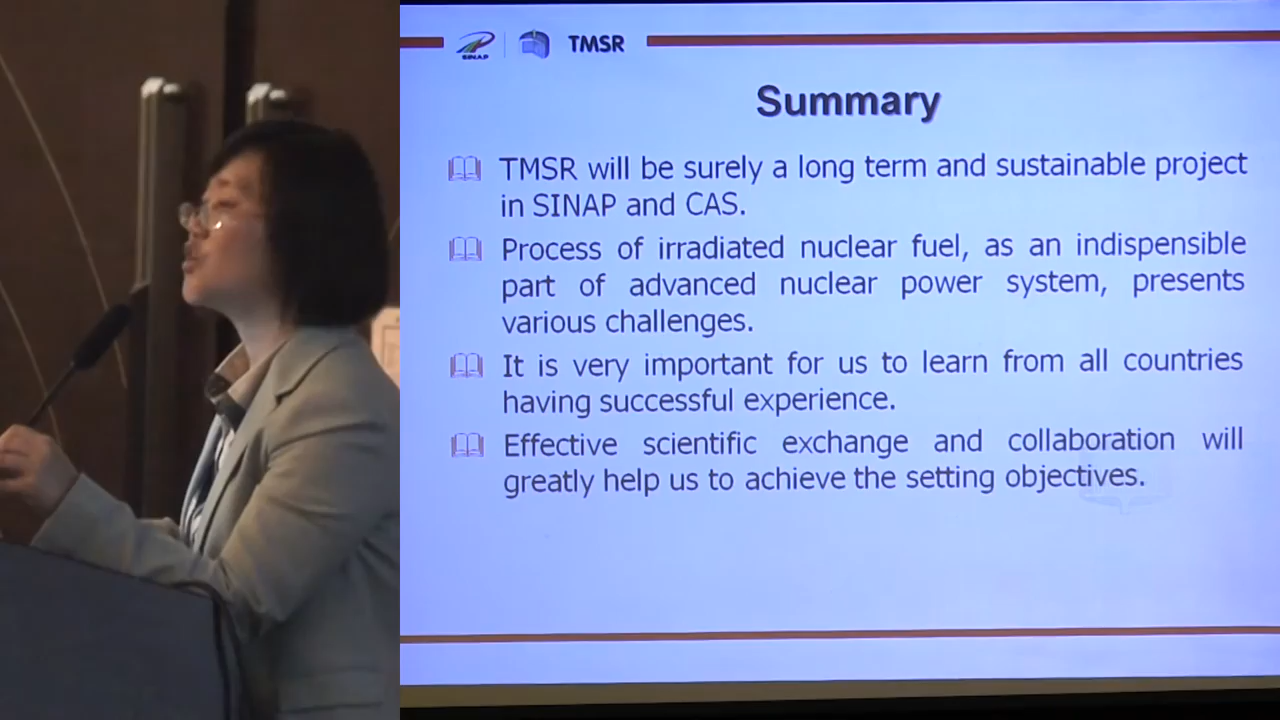 SINAP
TMSR
Summary
TMSR will be surely a long term and sustainable project
in SINAP and CAS.
Process of irradiated nuclear fuel, as an indispensible
part of advanced nuclear power system, presents
various challenges.
It is very important for us to learn from all countries
having successful experience.
Effective scientific exchange and collaboration will
greatly help us to achieve the setting objectives.